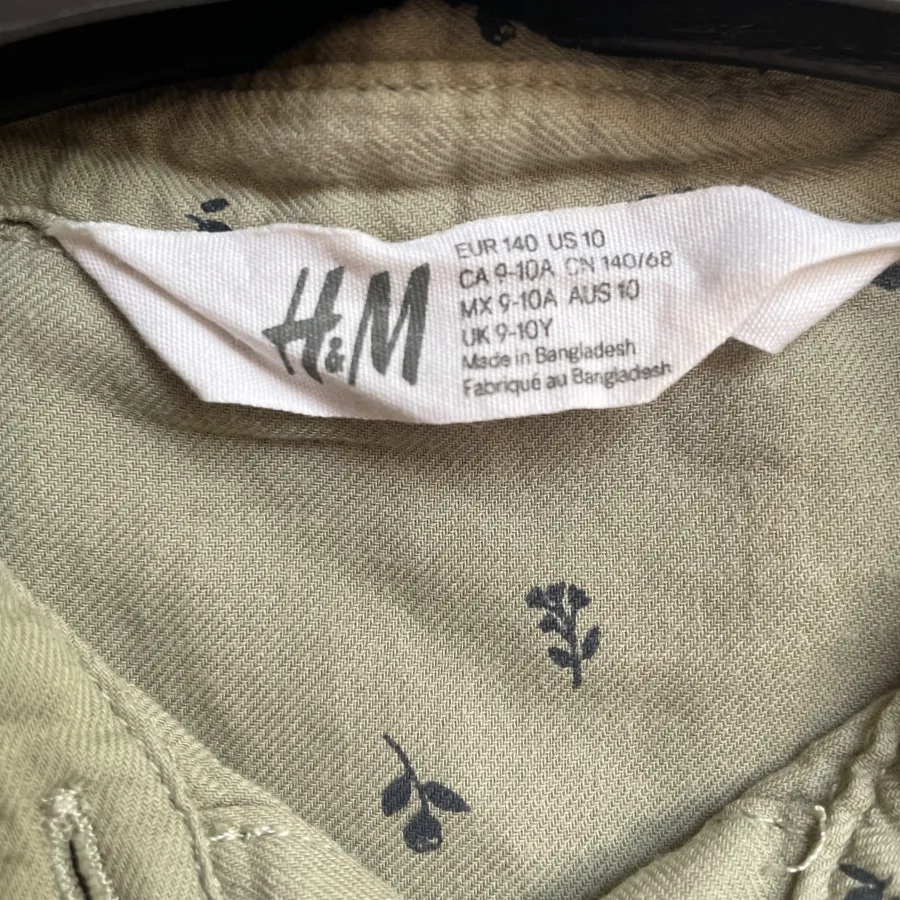 H&M
EUR 140 US 10
CA 9-10A CN 140/68
MX 9-10A AUS 10
UK 9-10Y
Made in Bangladesh
Fabriqué au Bangladesh